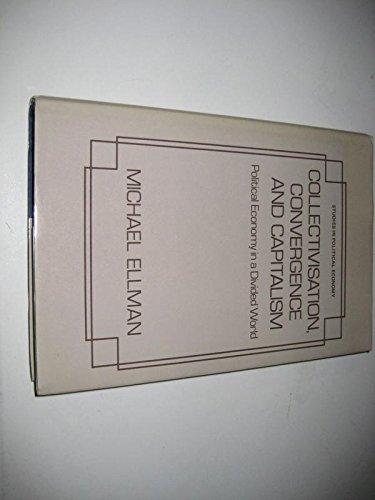 STUDIES IN POLITICAL ECONOMY
COLLECTIVISATION,
CONVERGENCE
AND CAPITALISM
Political Economy in a Divided World
MICHAEL ELLMAN